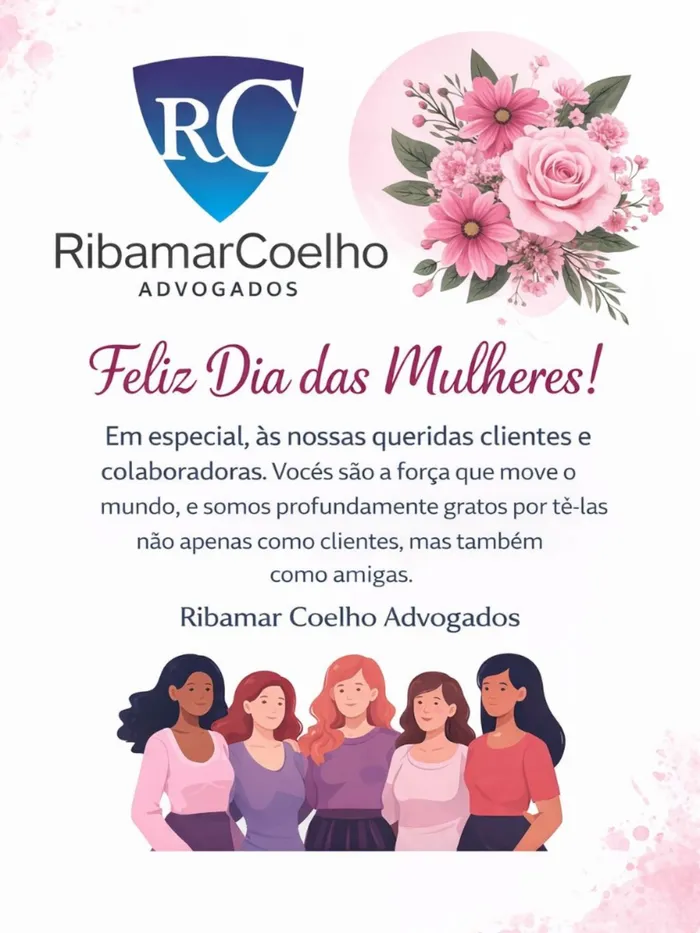 RC
RibamarCoelho
ADVOGADOS
Feliz Dia das Mulheres!
Em especial, às nossas queridas clientes e
colaboradoras. Vocés são a força que move o
mundo, e somos profundamente gratos por tê-las
não apenas como clientes, mas também
como amigas.
Ribamar Coelho Advogados